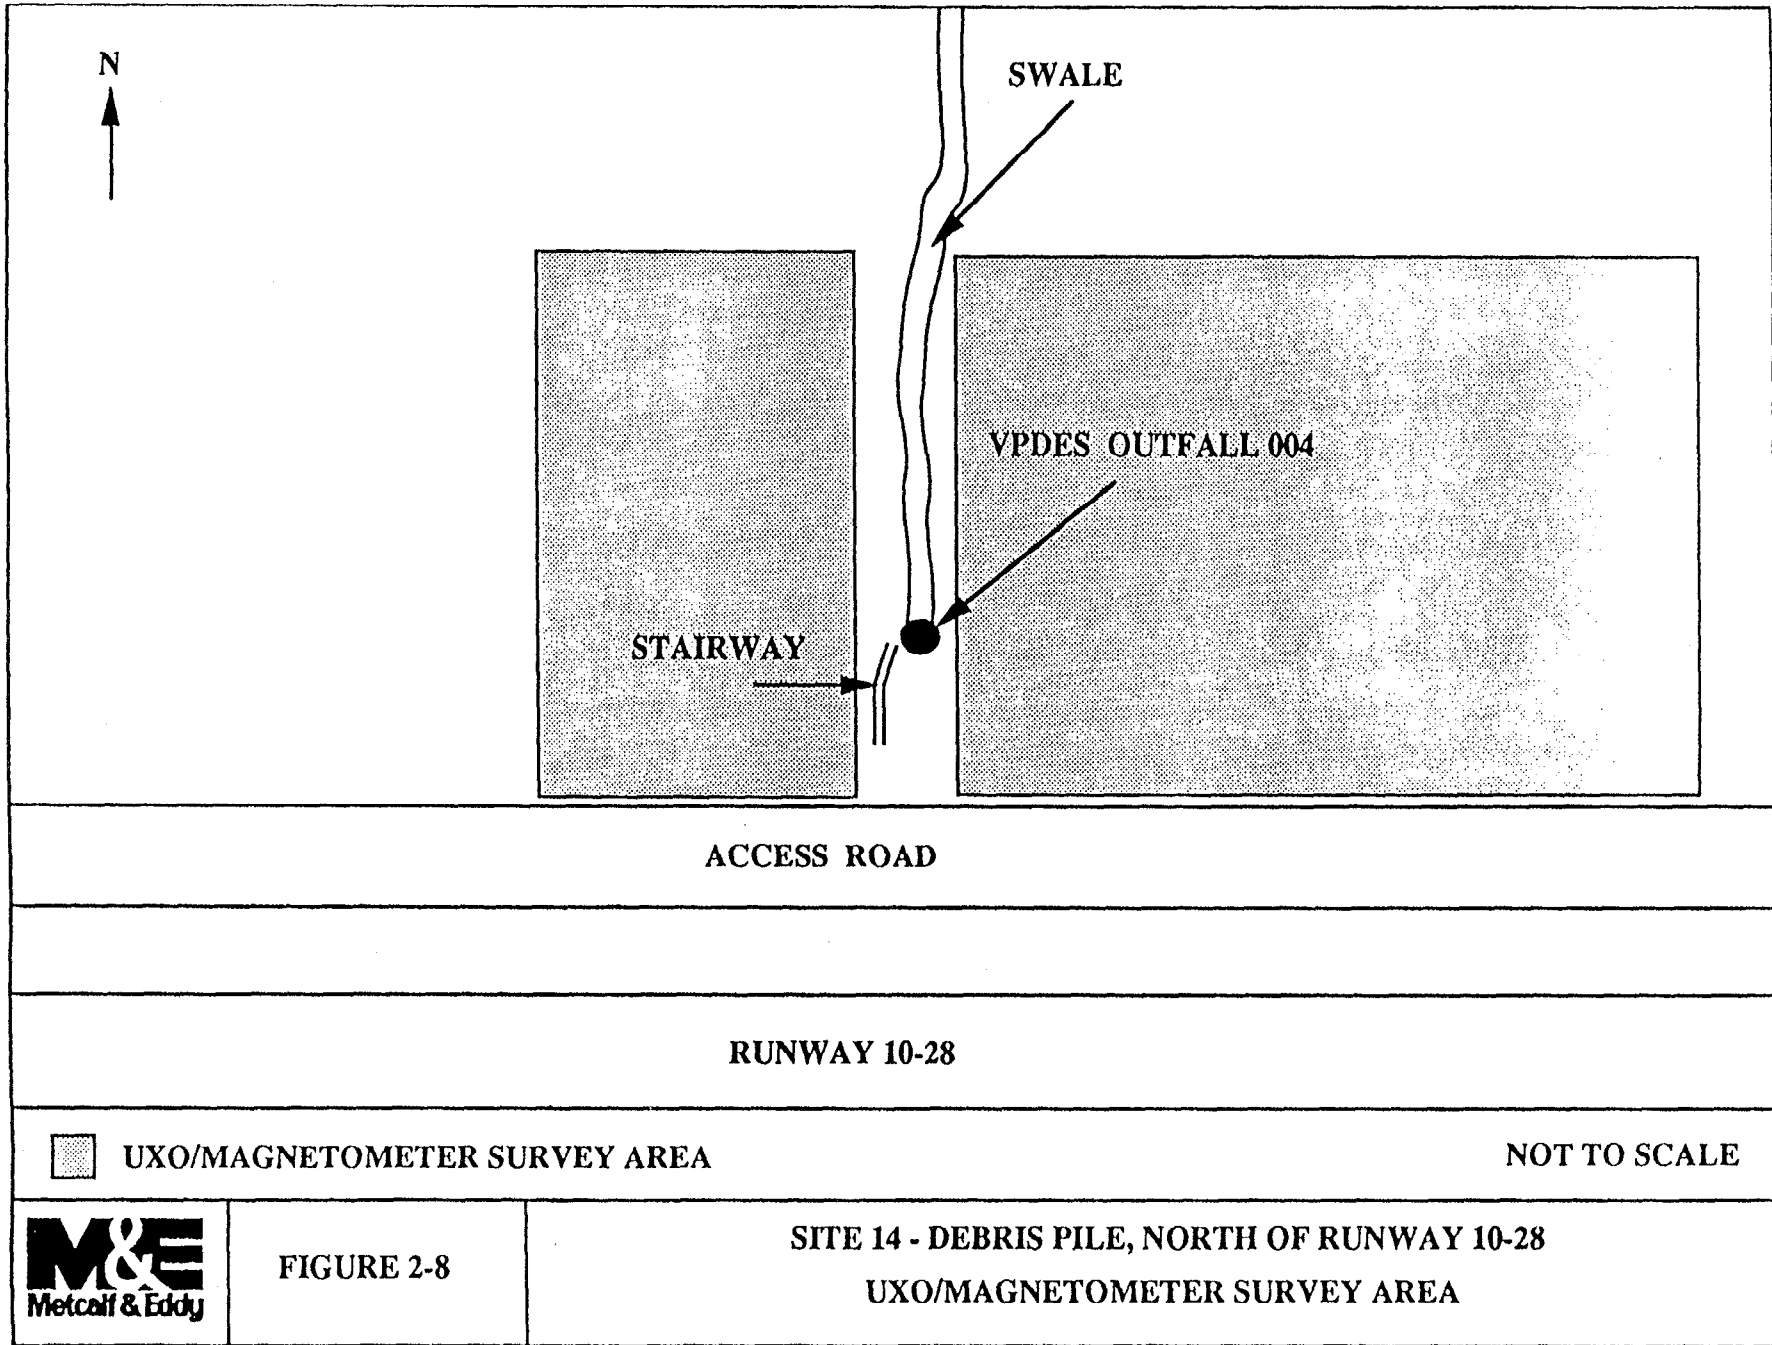 N
SWALE
VPDES OUTFALL 004
STAIRWAY
ACCESS ROAD
RUNWAY 10-28
UXO/MAGNETOMETER SURVEY AREA
NOT TO SCALE
M&E
Metcalf & Eddy
FIGURE 2-8
SITE 14 - DEBRIS PILE, NORTH OF RUNWAY 10-28
UXO/MAGNETOMETER SURVEY AREA